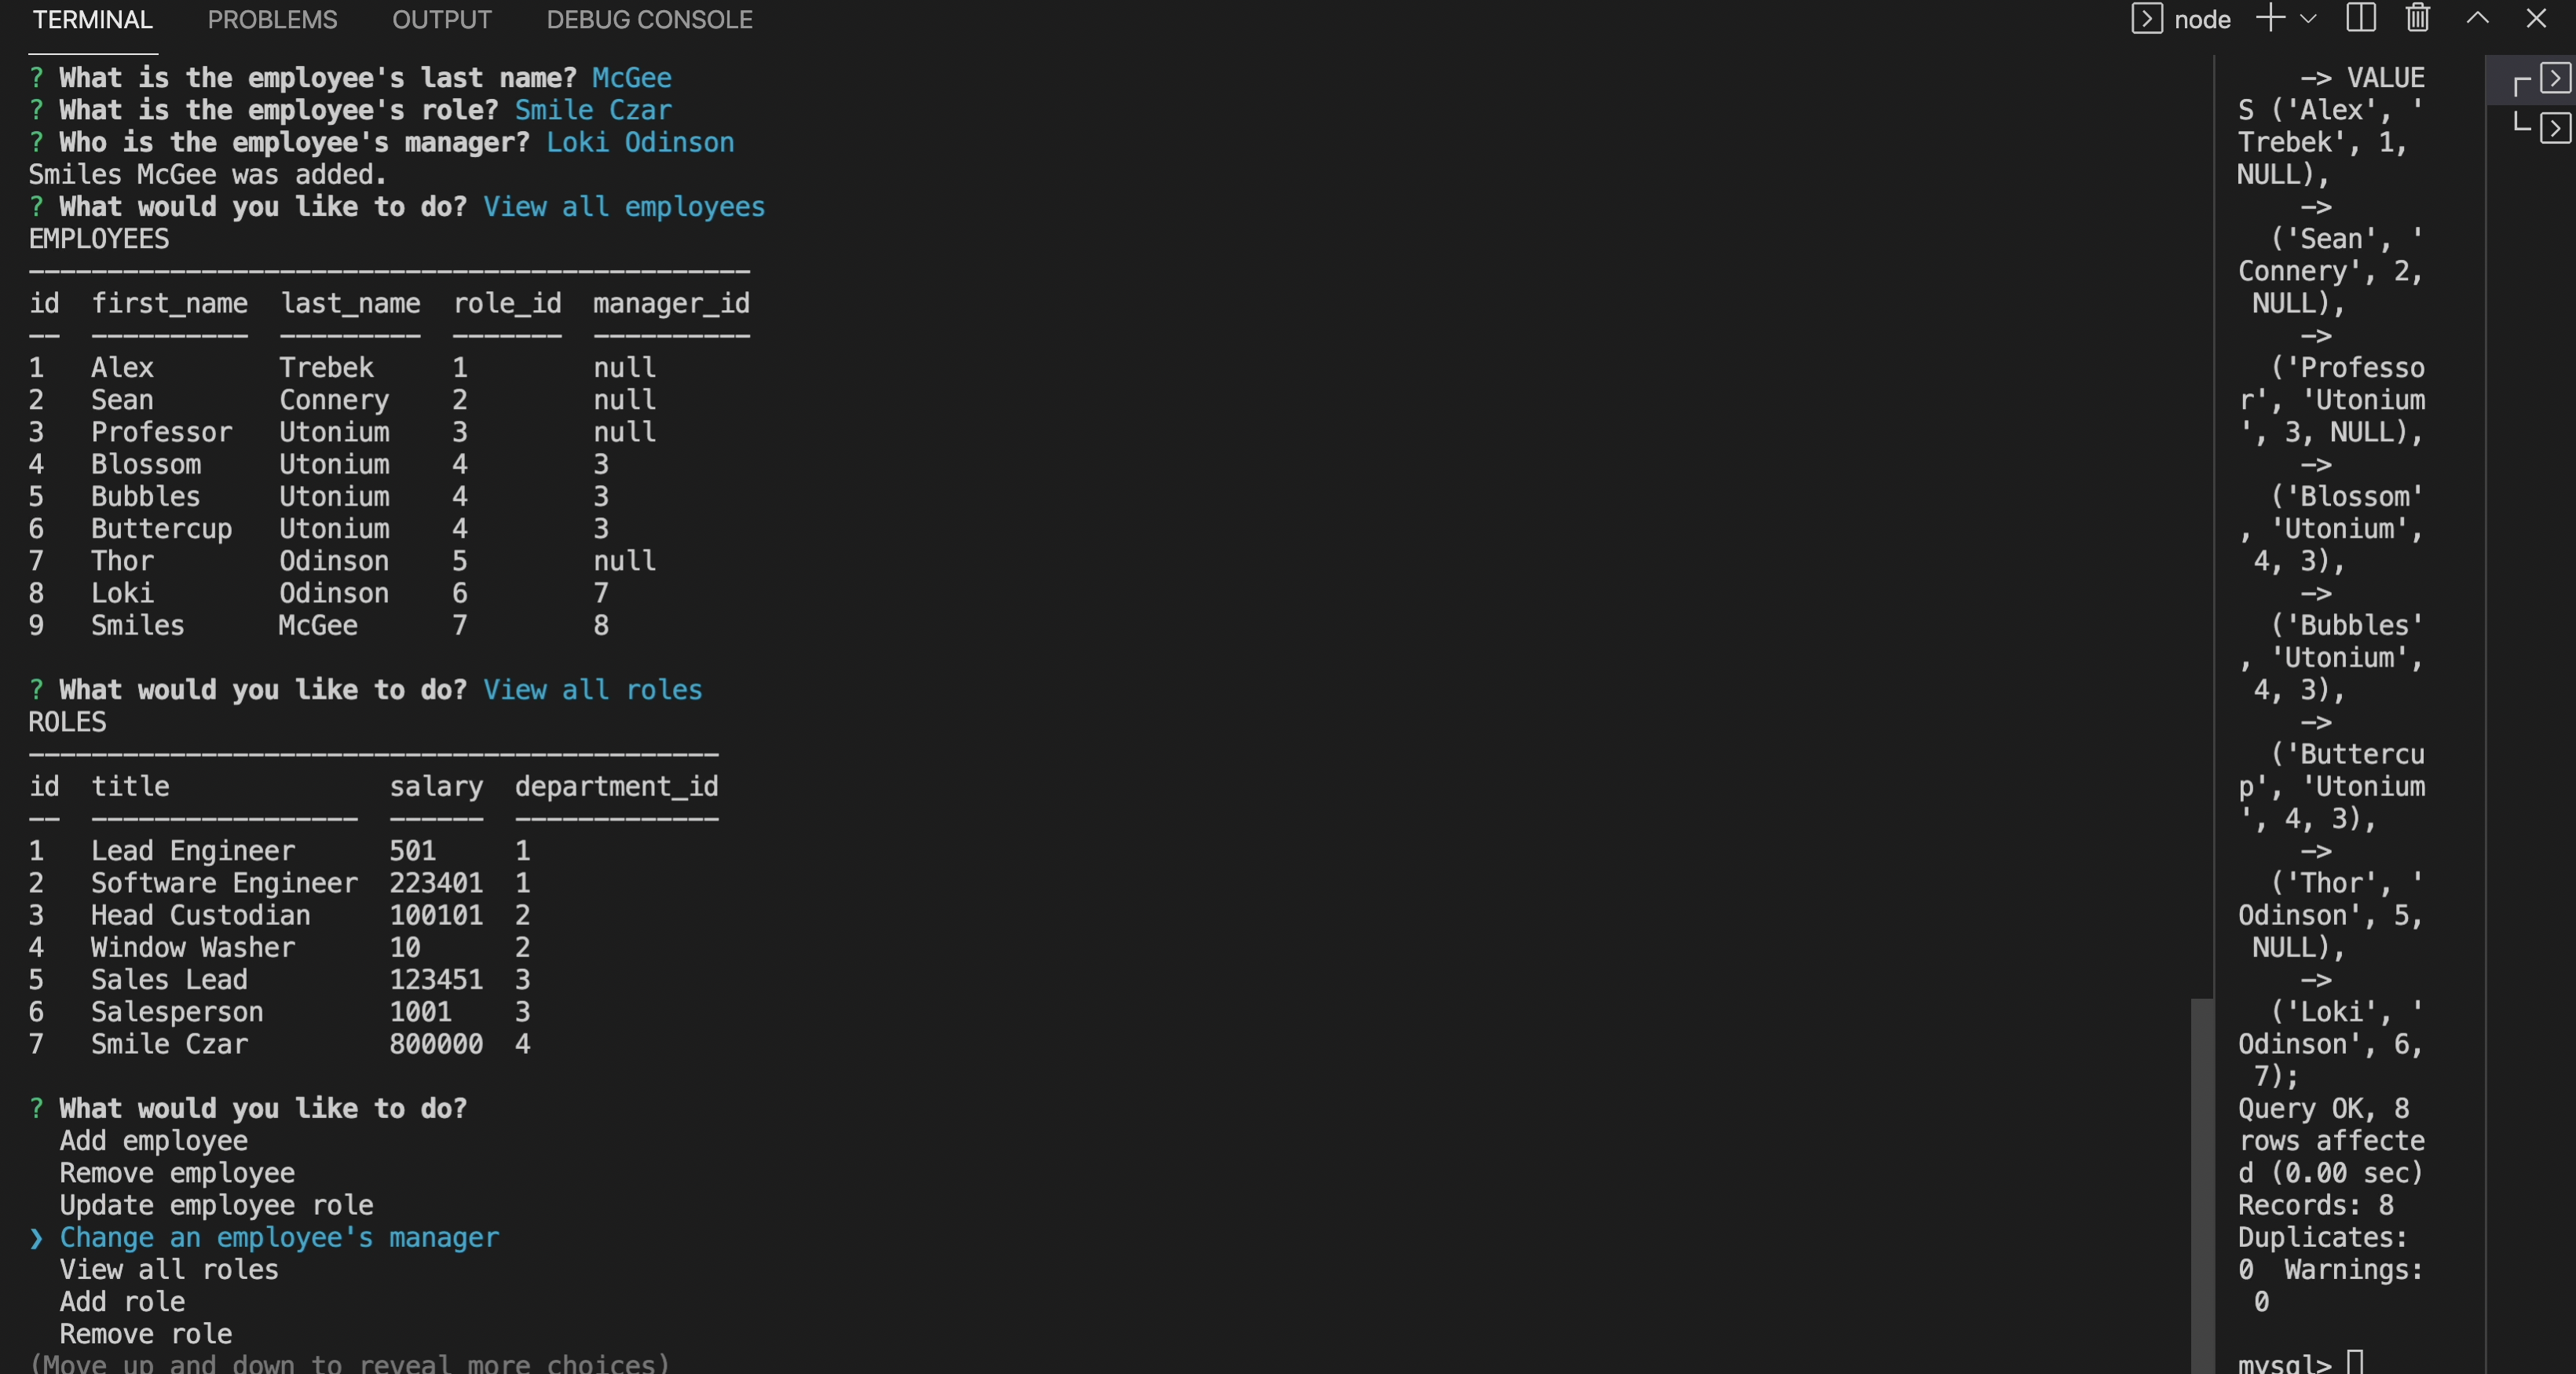 TERMINAL PROBLEMS OUTPUT DEBUG CONSOLE node
? What is the employee's last name? McGee
? What is the employee's role? Smile Czar
? Who is the employee's manager? Loki Odinson
Smiles McGee was added.
? What would you like to do? View all employees
EMPLOYEES
----------------------------------------------
id  first_name  last_name  role_id  manager_id
--  ----------  ---------  -------  ----------
1   Alex        Trebek     1        null
2   Sean        Connery    2        null
3   Professor   Utonium    3        null
4   Blossom     Utonium    4        3
5   Bubbles     Utonium    4        3
6   Buttercup   Utonium    4        3
7   Thor        Odinson    5        null
8   Loki        Odinson    6        7
9   Smiles      McGee      7        8
? What would you like to do? View all roles
ROLES
--------------------------------------------
id  title              salary  department_id
--  -----------------  ------  -------------
1   Lead Engineer      501     1
2   Software Engineer  223401  1
3   Head Custodian     100101  2
4   Window Washer      10      2
5   Sales Lead         123451  3
6   Salesperson        1001    3
7   Smile Czar         800000  4
? What would you like to do?
Add employee
Remove employee
Update employee role
❯ Change an employee's manager
View all roles
Add role
Remove role
(Move up and down to reveal more choices)
-> VALUE
S ('Alex', '
Trebek', 1,
NULL),
->
('Sean', '
Connery', 2,
NULL),
->
('Professo
r', 'Utonium
', 3, NULL),
->
('Blossom'
, 'Utonium',
4, 3),
->
('Bubbles'
, 'Utonium',
4, 3),
->
('Buttercu
p', 'Utonium
', 4, 3),
->
('Thor', '
Odinson', 5,
NULL),
->
('Loki', '
Odinson', 6,
7);
Query OK, 8
rows affecte
d (0.00 sec)
Records: 8
Duplicates:
0  Warnings:
0
mysql>